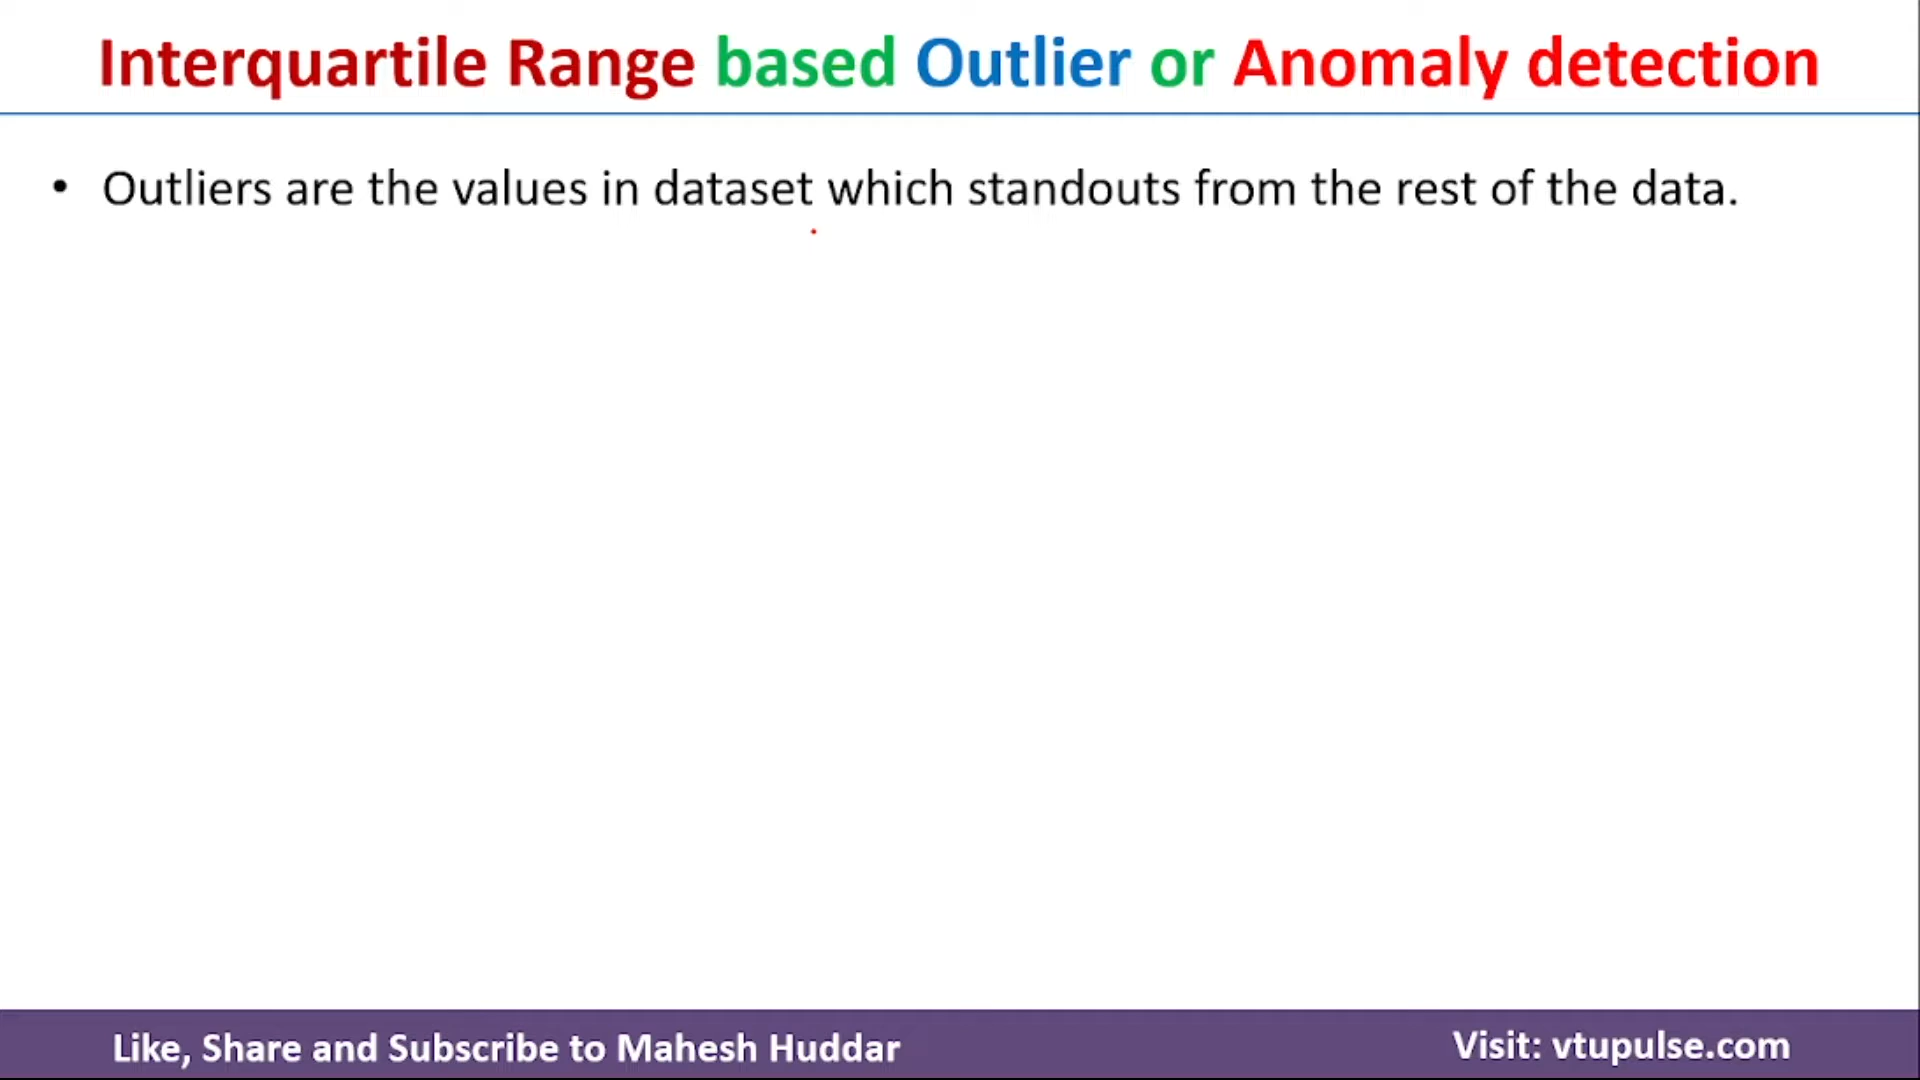 Interquartile Range based Outlier or Anomaly detection
• Outliers are the values in dataset which standouts from the rest of the data.
Like, Share and Subscribe to Mahesh Huddar
Visit: vtupulse.com